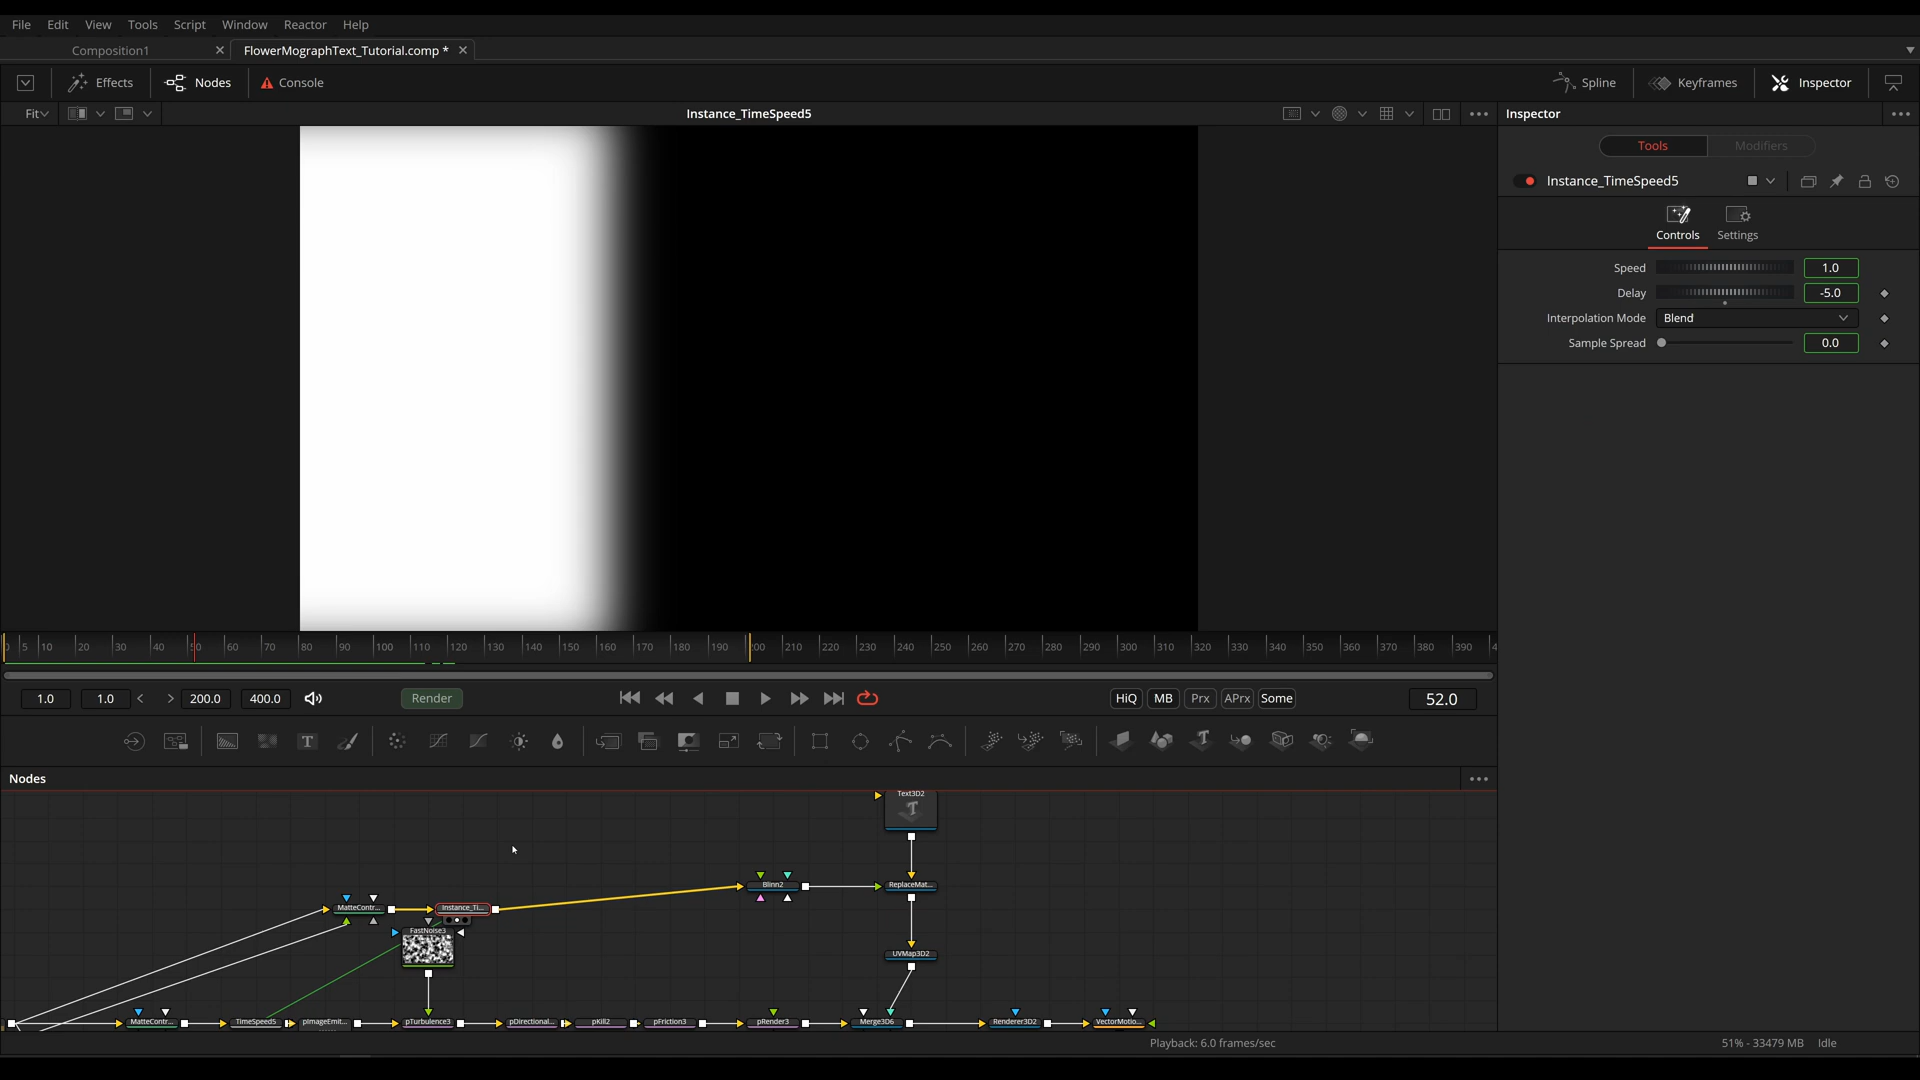 File Edit View Tools Script Window Reactor Help
Composition1 FlowerMographText_Tutorial.comp *
Effects Nodes Console Spline Keyframes Inspector
Fit Instance_TimeSpeed5 Inspector
Tools Modifiers
Instance_TimeSpeed5
Controls Settings
Speed 1.0
Delay -5.0
Interpolation Mode Blend
Sample Spread 0.0
0 5 10 20 30 40 50 60 70 80 90 100 110 120 130 140 150 160 170 180 190 200 210 220 230 240 250 260 270 280 290 300 310 320 330 340 350 360 370 380 390 4
1.0 1.0 < > 200.0 400.0 Render HiQ MB Prx APrx Some 52.0
T
Nodes
Text3D2
T
Blinn2 ReplaceMat...
MatteContr... Instance_Ti...
FastNoise3
UVMap3D2
MatteContr... TimeSpeed5 pImageEmit... pTurbulence3 pDirectional... pKill2 pFriction3 pRender3 Merge3D6 Renderer3D2 VectorMotio...
Playback: 6.0 frames/sec 51% - 33479 MB Idle